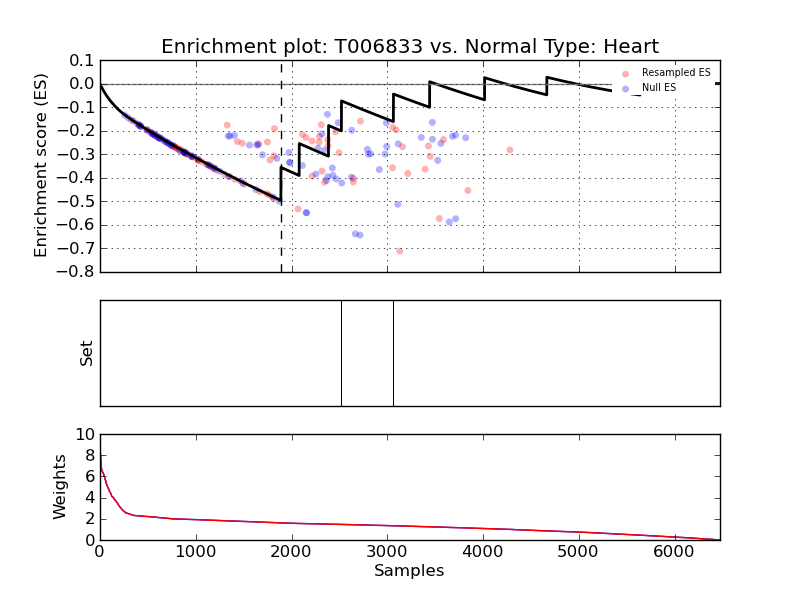 Enrichment plot: T006833 vs. Normal Type: Heart
0.1
0.0
−0.1
−0.2
−0.3
−0.4
−0.5
−0.6
−0.7
−0.8
Enrichment score (ES)
Resampled ES
Null ES
Set
10
8
6
4
2
0
Weights
0 1000 2000 3000 4000 5000 6000
Samples